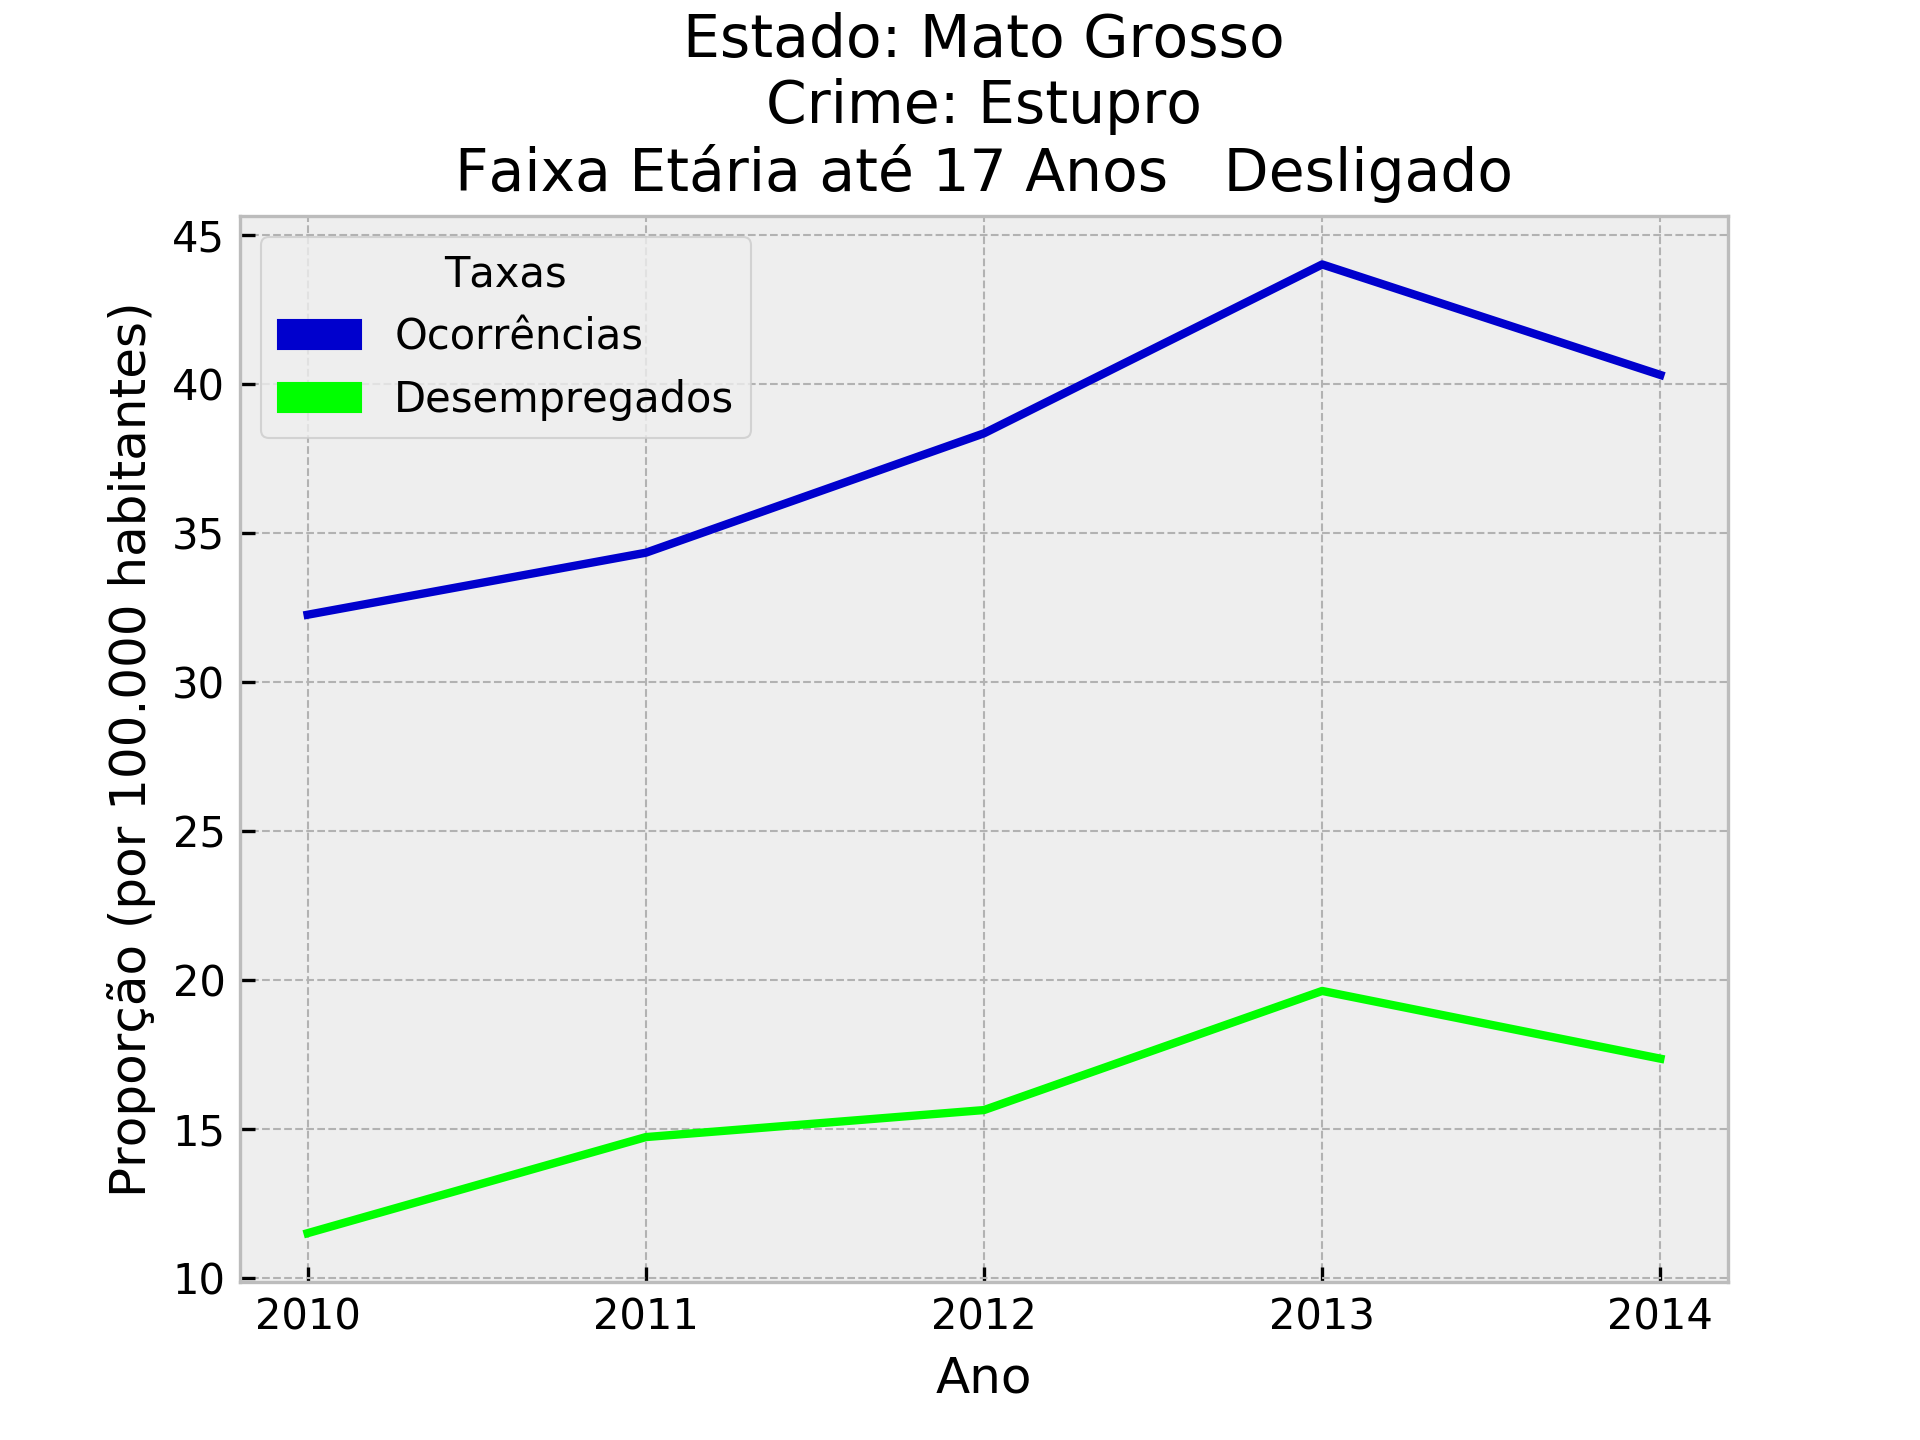 Estado: Mato Grosso
Crime: Estupro
Faixa Etária até 17 Anos   Desligado
Taxas
Ocorrências
Desempregados
Proporção (por 100.000 habitantes)
45
40
35
30
25
20
15
10
2010 2011 2012 2013 2014
Ano